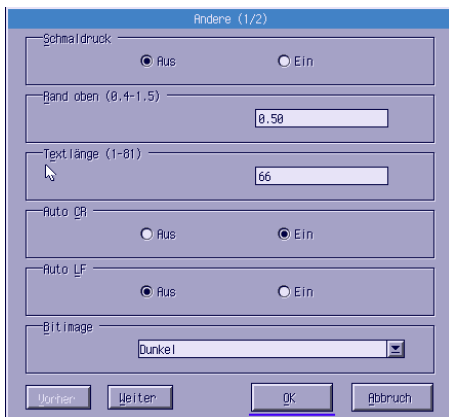 Andere (1/2)
Schmaldruck
Aus Ein
Rand oben (0.4-1.5)
0.50
Textlänge (1-81)
66
Auto CR
Aus Ein
Auto LF
Aus Ein
Bitimage
Dunkel
Vorher Weiter OK Abbruch